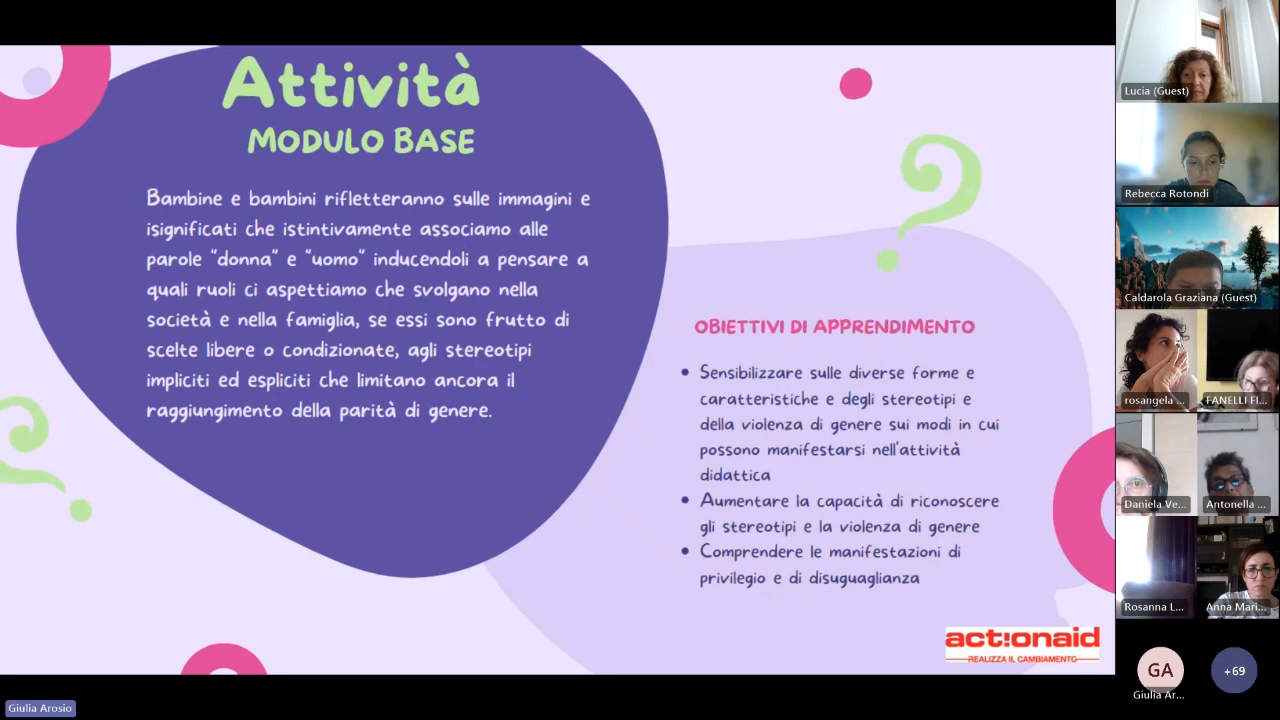 Attività
MODULO BASE
Bambine e bambini rifletteranno sulle immagini e
isignificati che istintivamente associamo alle
parole "donna" e "uomo" inducendoli a pensare a
quali ruoli ci aspettiamo che svolgano nella
società e nella famiglia, se essi sono frutto di
scelte libere o condizionate, agli stereotipi
impliciti ed espliciti che limitano ancora il
raggiungimento della parità di genere.
?
?
OBIETTIVI DI APPRENDIMENTO
• Sensibilizzare sulle diverse forme e
caratteristiche e degli stereotipi e
della violenza di genere sui modi in cui
possono manifestarsi nell'attività
didattica
• Aumentare la capacità di riconoscere
gli stereotipi e la violenza di genere
• Comprendere le manifestazioni di
privilegio e di disuguaglianza
act!onaid
REALIZZA IL CAMBIAMENTO
Giulia Arosio
Lucia (Guest)
Rebecca Rotondi
Caldarola Graziana (Guest)
rosangela ...
FANELLI FI...
Daniela Ve...
Antonella ...
Rosanna L...
Anna Mari...
GA
Giulia Ar...
+69